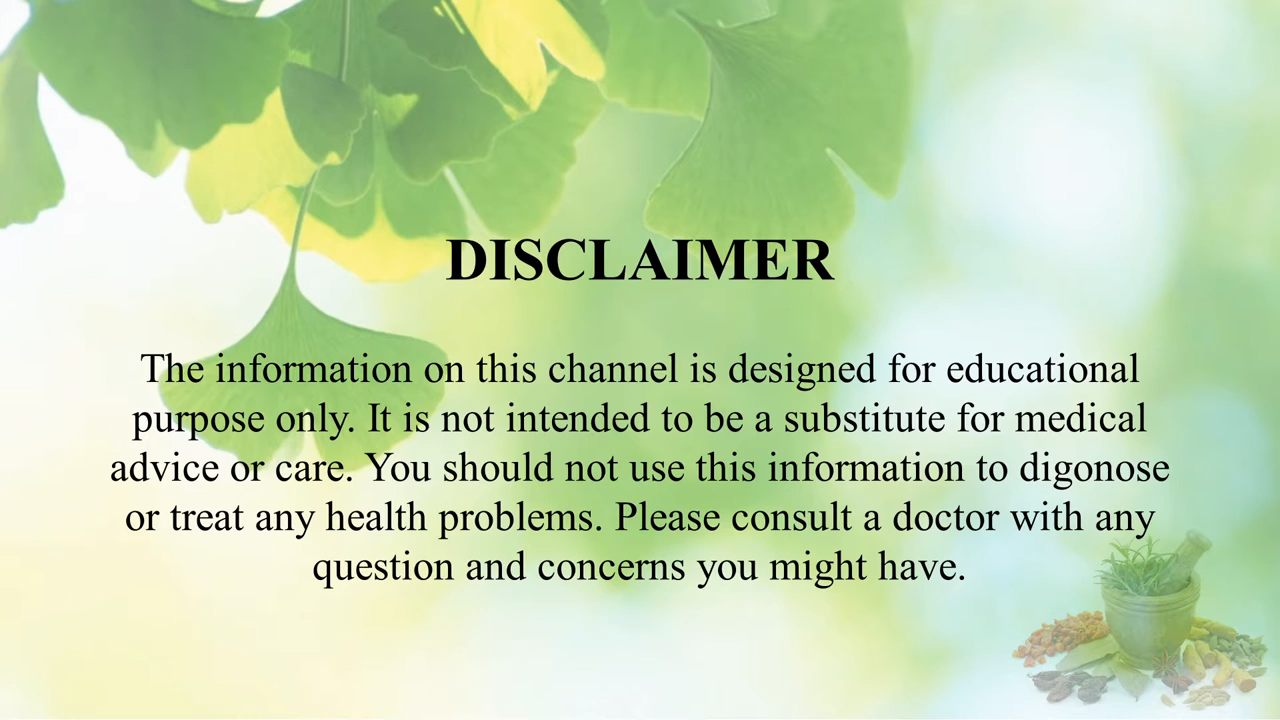 DISCLAIMER
The information on this channel is designed for educational
purpose only. It is not intended to be a substitute for medical
advice or care. You should not use this information to digonose
or treat any health problems. Please consult a doctor with any
question and concerns you might have.